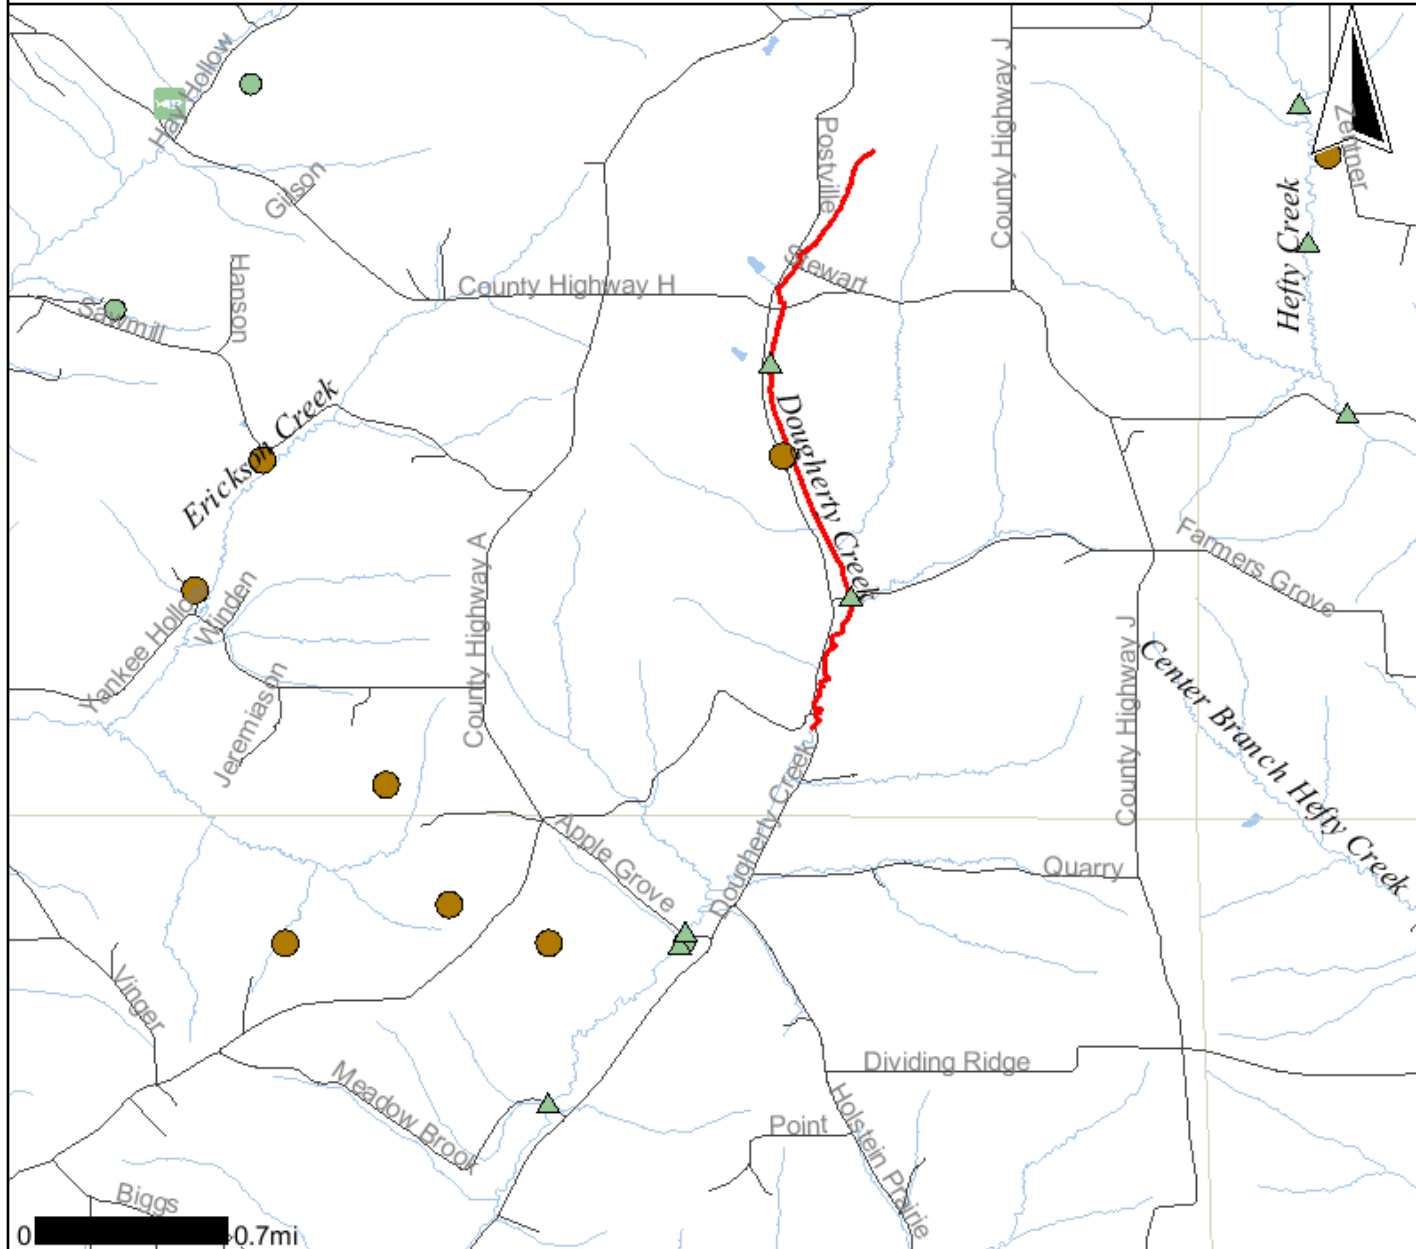 Hay Hollow
Postville
County Highway J
Zentner
Gilson
Hefty Creek
Hanson
Stewart
County Highway H
Sawmill
Erickson Creek
Dougherty Creek
Farmers Grove
County Highway A
Winden
Yankee Hollow
County Highway J
Center Branch Hefty Creek
Jeremiason
Dougherty Creek
Apple Grove
Quarry
Vinger
Dividing Ridge
Meadow Brook
Holstein Prairie
Point
Biggs
0 0.7mi